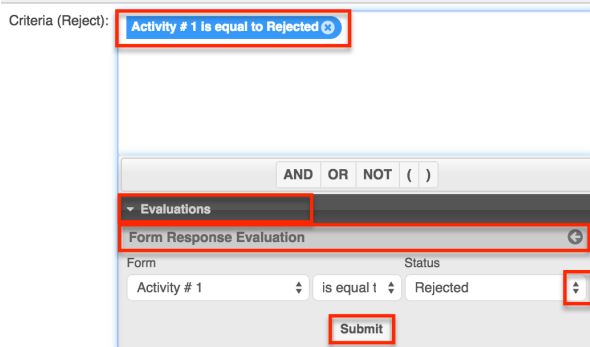 Criteria (Reject): Activity # 1 is equal to Rejected
AND OR NOT ( )
Evaluations
Form Response Evaluation
Form Status
Activity # 1 is equal t Rejected
Submit